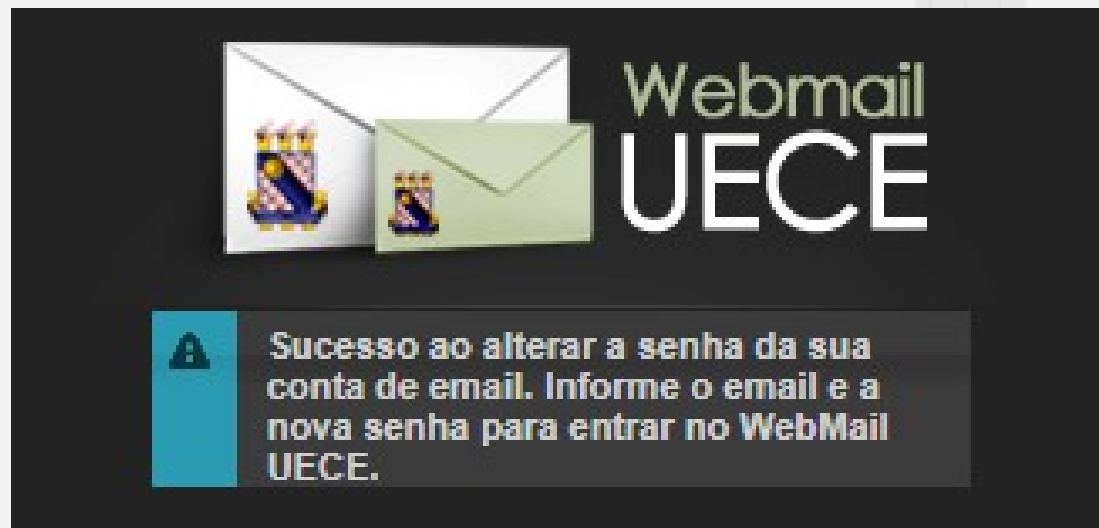 Webmail
UECE
Sucesso ao alterar a senha da sua
conta de email. Informe o email e a
nova senha para entrar no WebMail
UECE.